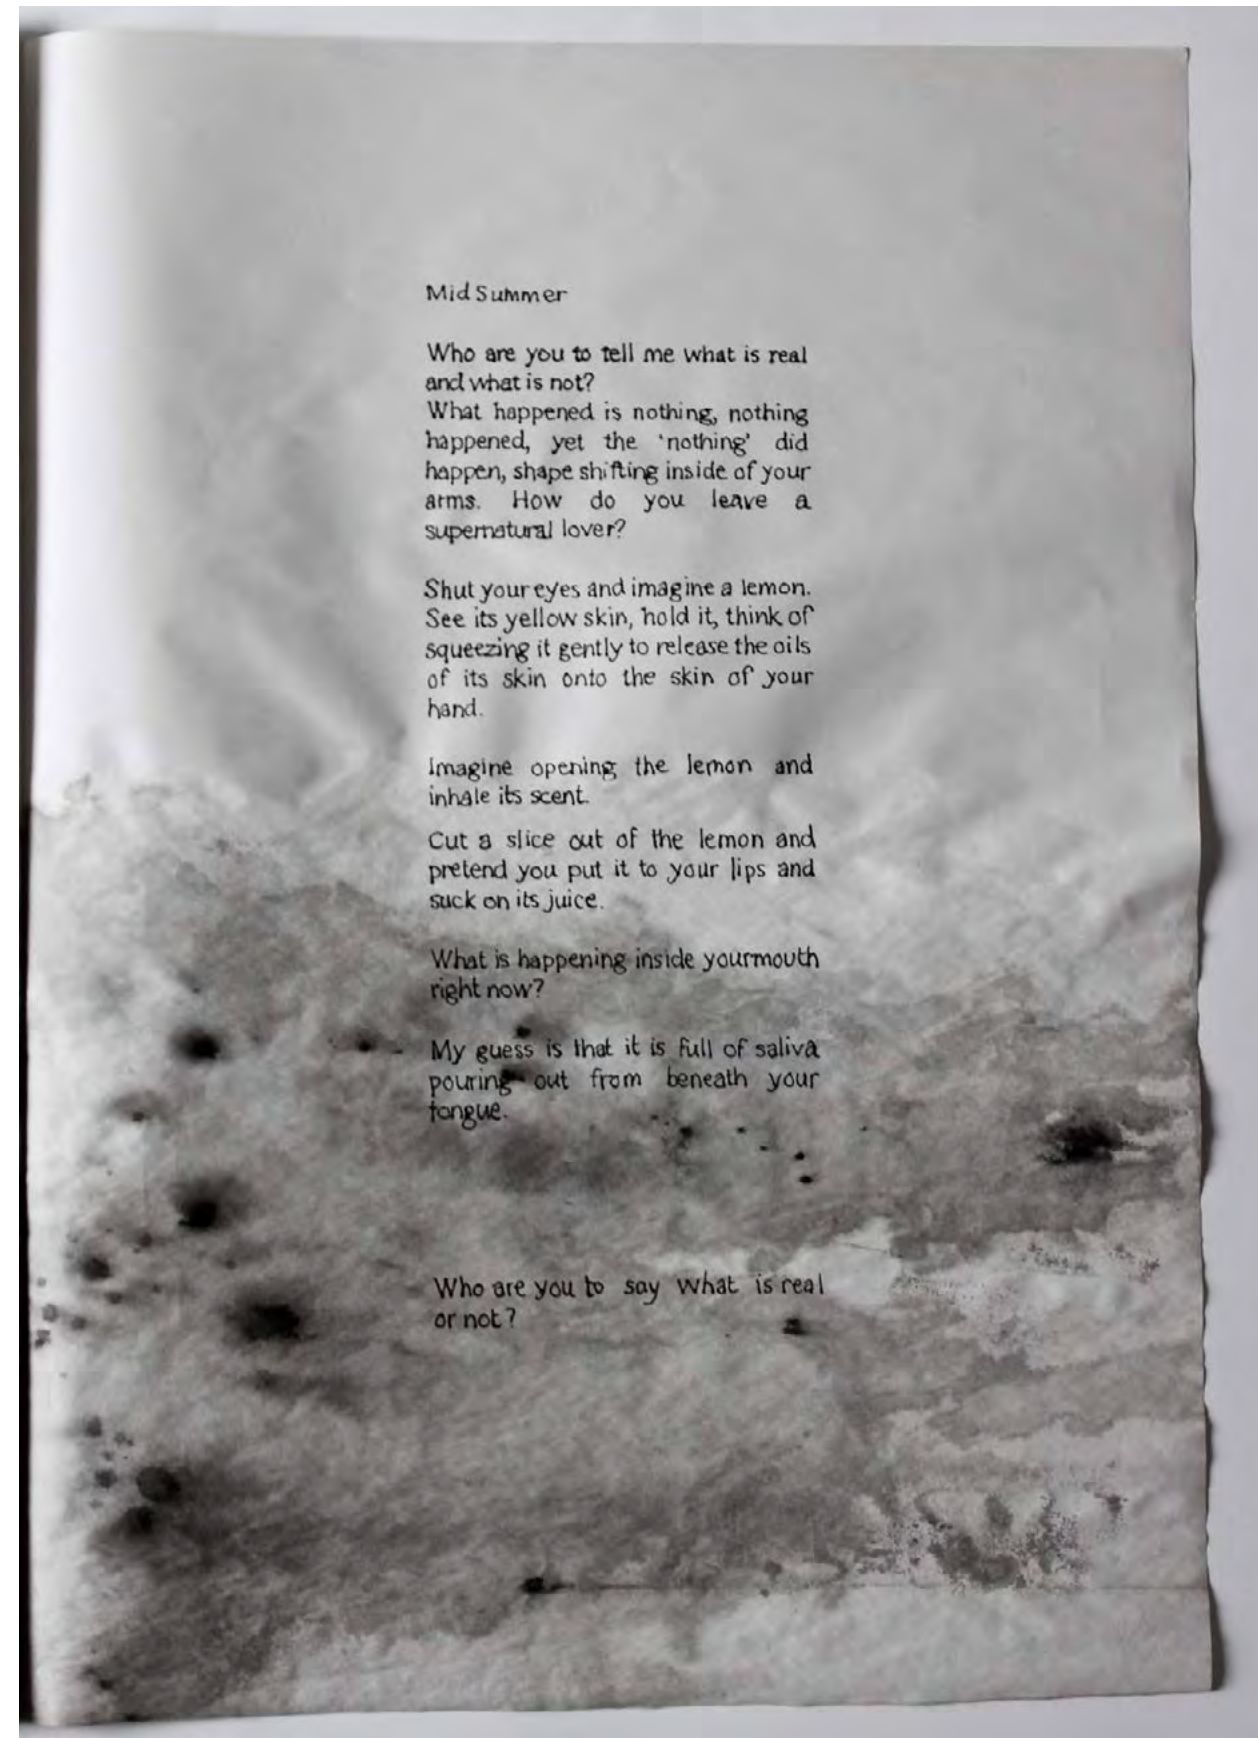 Mid Summer
Who are you to tell me what is real
and what is not?
What happened is nothing, nothing
happened, yet the 'nothing' did
happen, shape shifting inside of your
arms. How do you leave a
supernatural lover?
Shut your eyes and imagine a lemon.
See its yellow skin, hold it, think of
squeezing it gently to release the oils
of its skin onto the skin of your
hand.
Imagine opening the lemon and
inhale its scent.
Cut a slice out of the lemon and
pretend you put it to your lips and
suck on its juice.
What is happening inside yourmouth
right now?
My guess is that it is full of saliva
pouring out from beneath your
tongue.
Who are you to say what is real
or not?